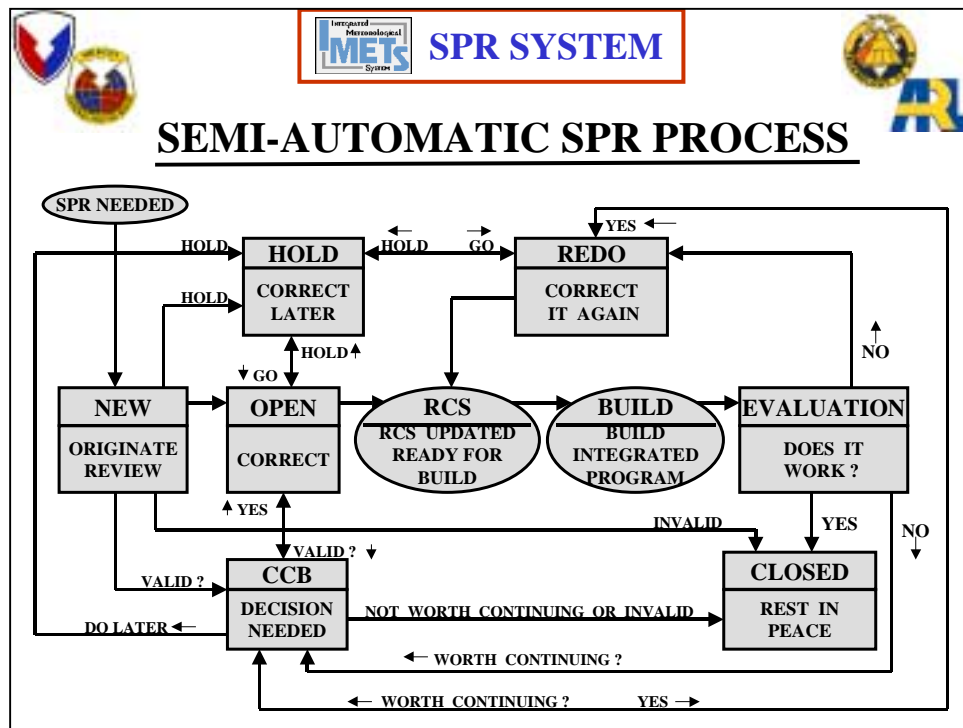 INTEGRATED
METEOROLOGICAL
IMETS
SYSTEM
SPR SYSTEM
ARL
SEMI-AUTOMATIC SPR PROCESS
SPR NEEDED
YES ←
HOLD
← →
HOLD GO
HOLD
CORRECT
LATER
REDO
CORRECT
IT AGAIN
HOLD
HOLD ↑
↓ GO
↑
NO
NEW
ORIGINATE
REVIEW
OPEN
CORRECT
RCS
RCS UPDATED
READY FOR
BUILD
BUILD
BUILD
INTEGRATED
PROGRAM
EVALUATION
DOES IT
WORK ?
↑ YES
INVALID
YES
NO
↓
VALID ? ↓
VALID ?
CCB
DECISION
NEEDED
NOT WORTH CONTINUING OR INVALID
CLOSED
REST IN
PEACE
DO LATER ←
← WORTH CONTINUING ?
← WORTH CONTINUING ? YES →